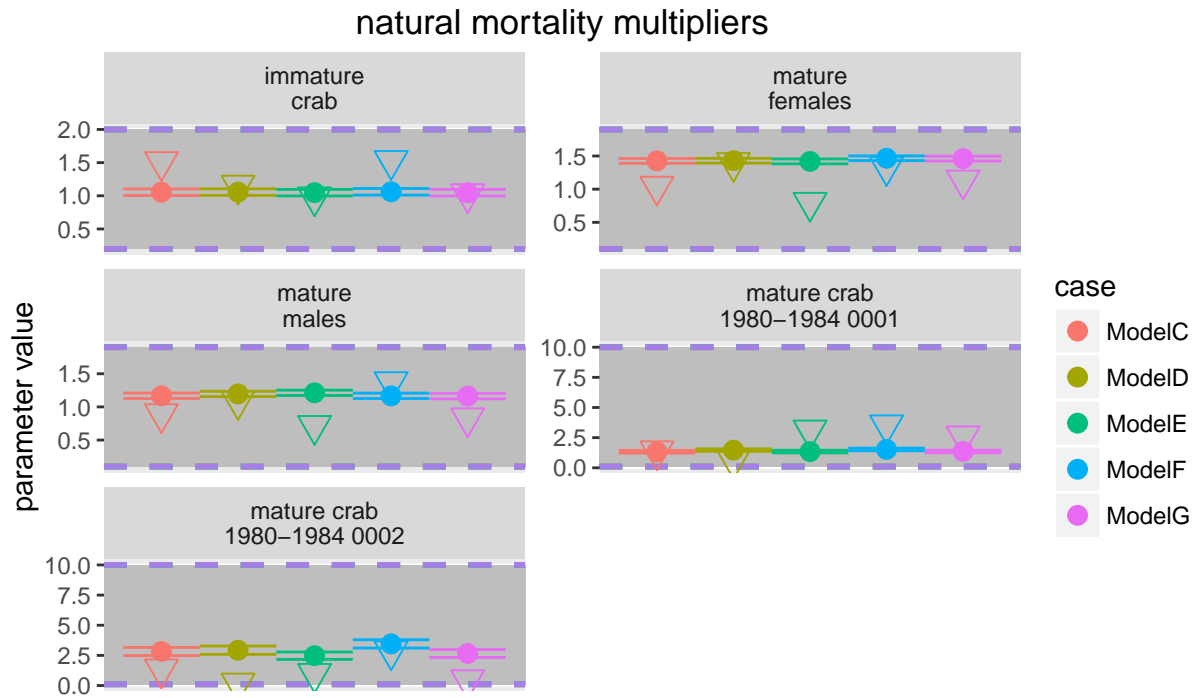 natural mortality multipliers
immature
crab
mature
females
2.0
1.5
1.0
0.5
1.5
1.0
0.5
mature
males
mature crab
1980−1984 0001
1.5
1.0
0.5
10.0
7.5
5.0
2.5
0.0
mature crab
1980−1984 0002
10.0
7.5
5.0
2.5
0.0
parameter value
case
ModelC
ModelD
ModelE
ModelF
ModelG